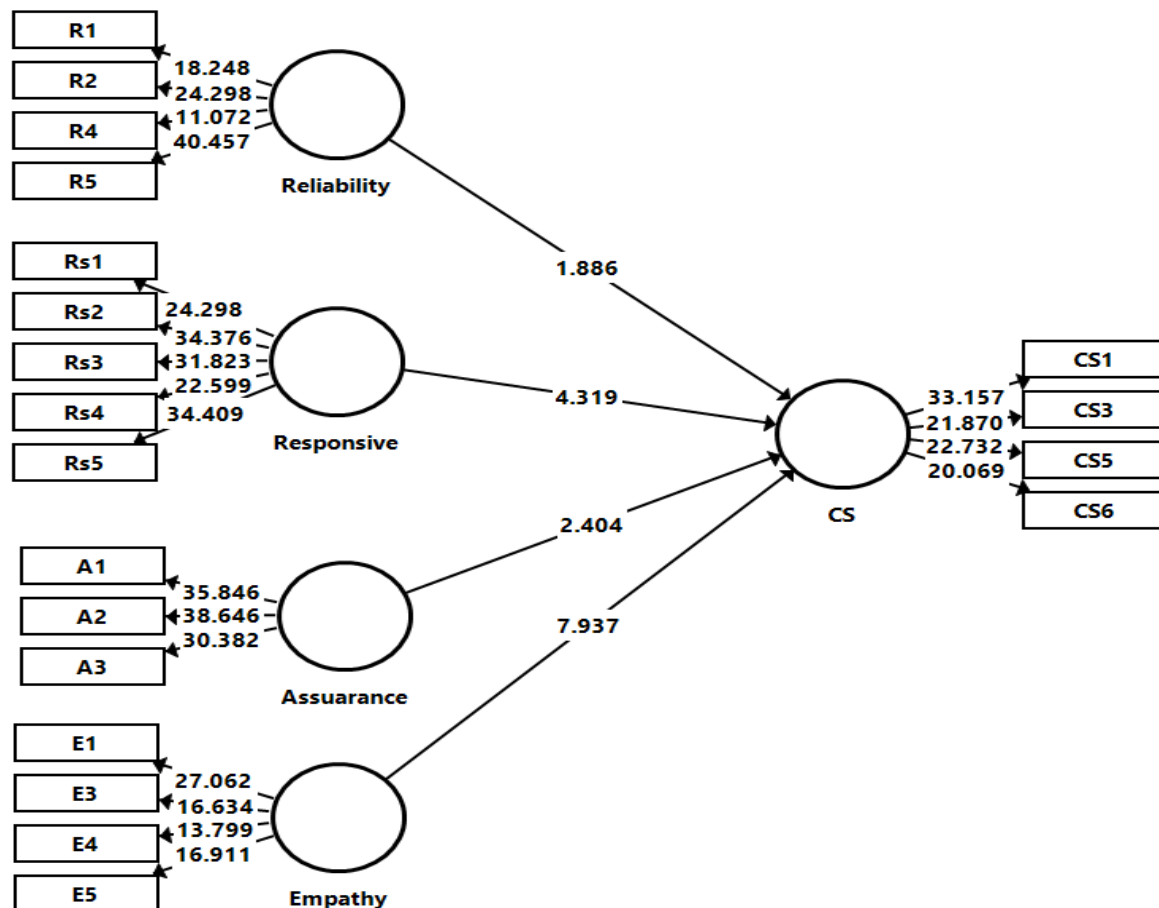 R1
R2
R4
R5
18.248
24.298
11.072
40.457
Reliability
1.886
Rs1
Rs2
Rs3
Rs4
Rs5
24.298
34.376
31.823
22.599
34.409
Responsive
4.319
A1
A2
A3
35.846
38.646
30.382
Assuarance
2.404
E1
E3
E4
E5
27.062
16.634
13.799
16.911
Empathy
7.937
CS
33.157
21.870
22.732
20.069
CS1
CS3
CS5
CS6